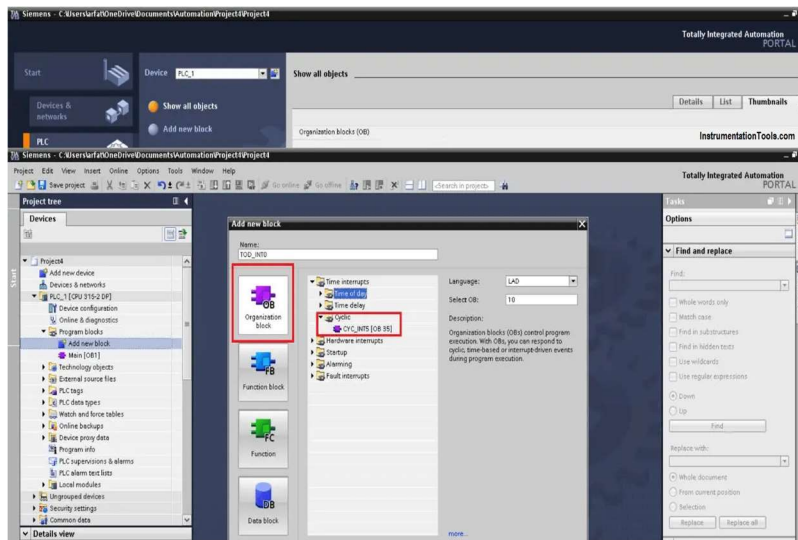 Siemens - C:\Users\arfat\OneDrive\Documents\Automation\Project4\Project4
Totally Integrated Automation
PORTAL
Start
Device PLC_1
Show all objects
Devices &
networks
Show all objects
Details List Thumbnails
Add new block
Organization blocks (OB)
PLC
InstrumentationTools.com
Siemens - C:\Users\arfat\OneDrive\Documents\Automation\Project4\Project4
Project Edit View Insert Online Options Tools Window Help
Save project Go online Go offline <Search in project>
Totally Integrated Automation
PORTAL
Project tree
Devices
Start
Project4
Add new device
Devices & networks
PLC_1 [CPU 315-2 DP]
Device configuration
Online & diagnostics
Program blocks
Add new block
Main [OB1]
Technology objects
External source files
PLC tags
PLC data types
Watch and force tables
Online backups
Device proxy data
Program info
PLC supervisions & alarms
PLC alarm text lists
Local modules
Ungrouped devices
Security settings
Common data
Details view
Add new block
Name:
TOD_INT0
OB
Organization
block
FB
Function block
FC
Function
DB
Data block
Time interrupts
Time of day
Time delay
Cyclic
CYC_INT5 [OB 35]
Hardware interrupts
Startup
Alarming
Fault interrupts
Language: LAD
Select OB: 10
Description:
Organization blocks (OBs) control program
execution. With OBs, you can respond to
cyclic, time-based or interrupt-driven events
during program execution.
more...
Tasks
Options
Find and replace
Find:
Whole words only
Match case
Find in substructures
Find in hidden texts
Use wildcards
Use regular expressions
Down
Up
Find
Replace with:
Whole document
From current position
Selection
Replace Replace all